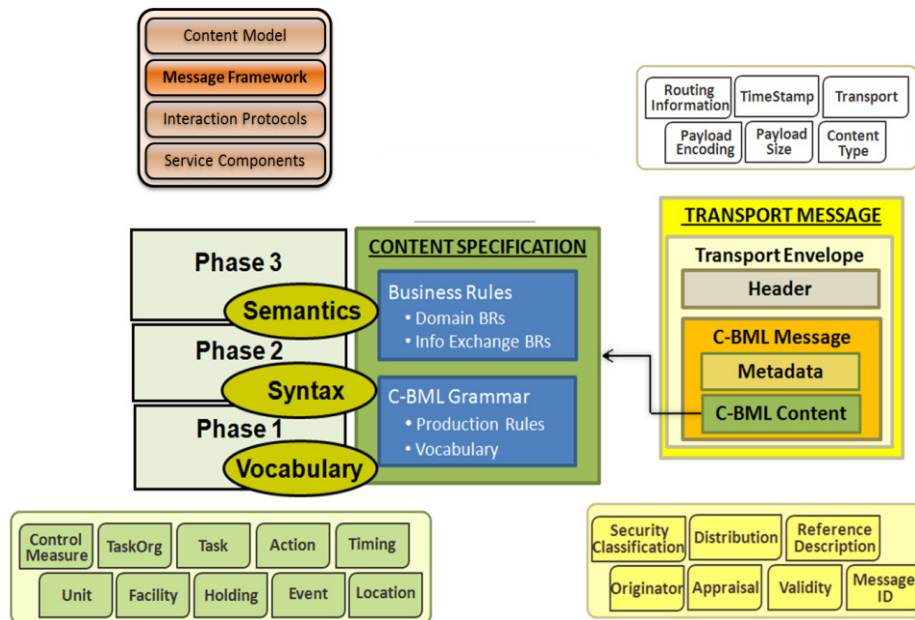 Content Model
Message Framework
Interaction Protocols
Service Components
Routing
Information
TimeStamp
Transport
Payload
Encoding
Payload
Size
Content
Type
Phase 3
Semantics
Phase 2
Syntax
Phase 1
Vocabulary
CONTENT SPECIFICATION
Business Rules
• Domain BRs
• Info Exchange BRs
C-BML Grammar
• Production Rules
• Vocabulary
TRANSPORT MESSAGE
Transport Envelope
Header
C-BML Message
Metadata
C-BML Content
Control
Measure
TaskOrg
Task
Action
Timing
Unit
Facility
Holding
Event
Location
Security
Classification
Distribution
Reference
Description
Originator
Appraisal
Validity
Message
ID